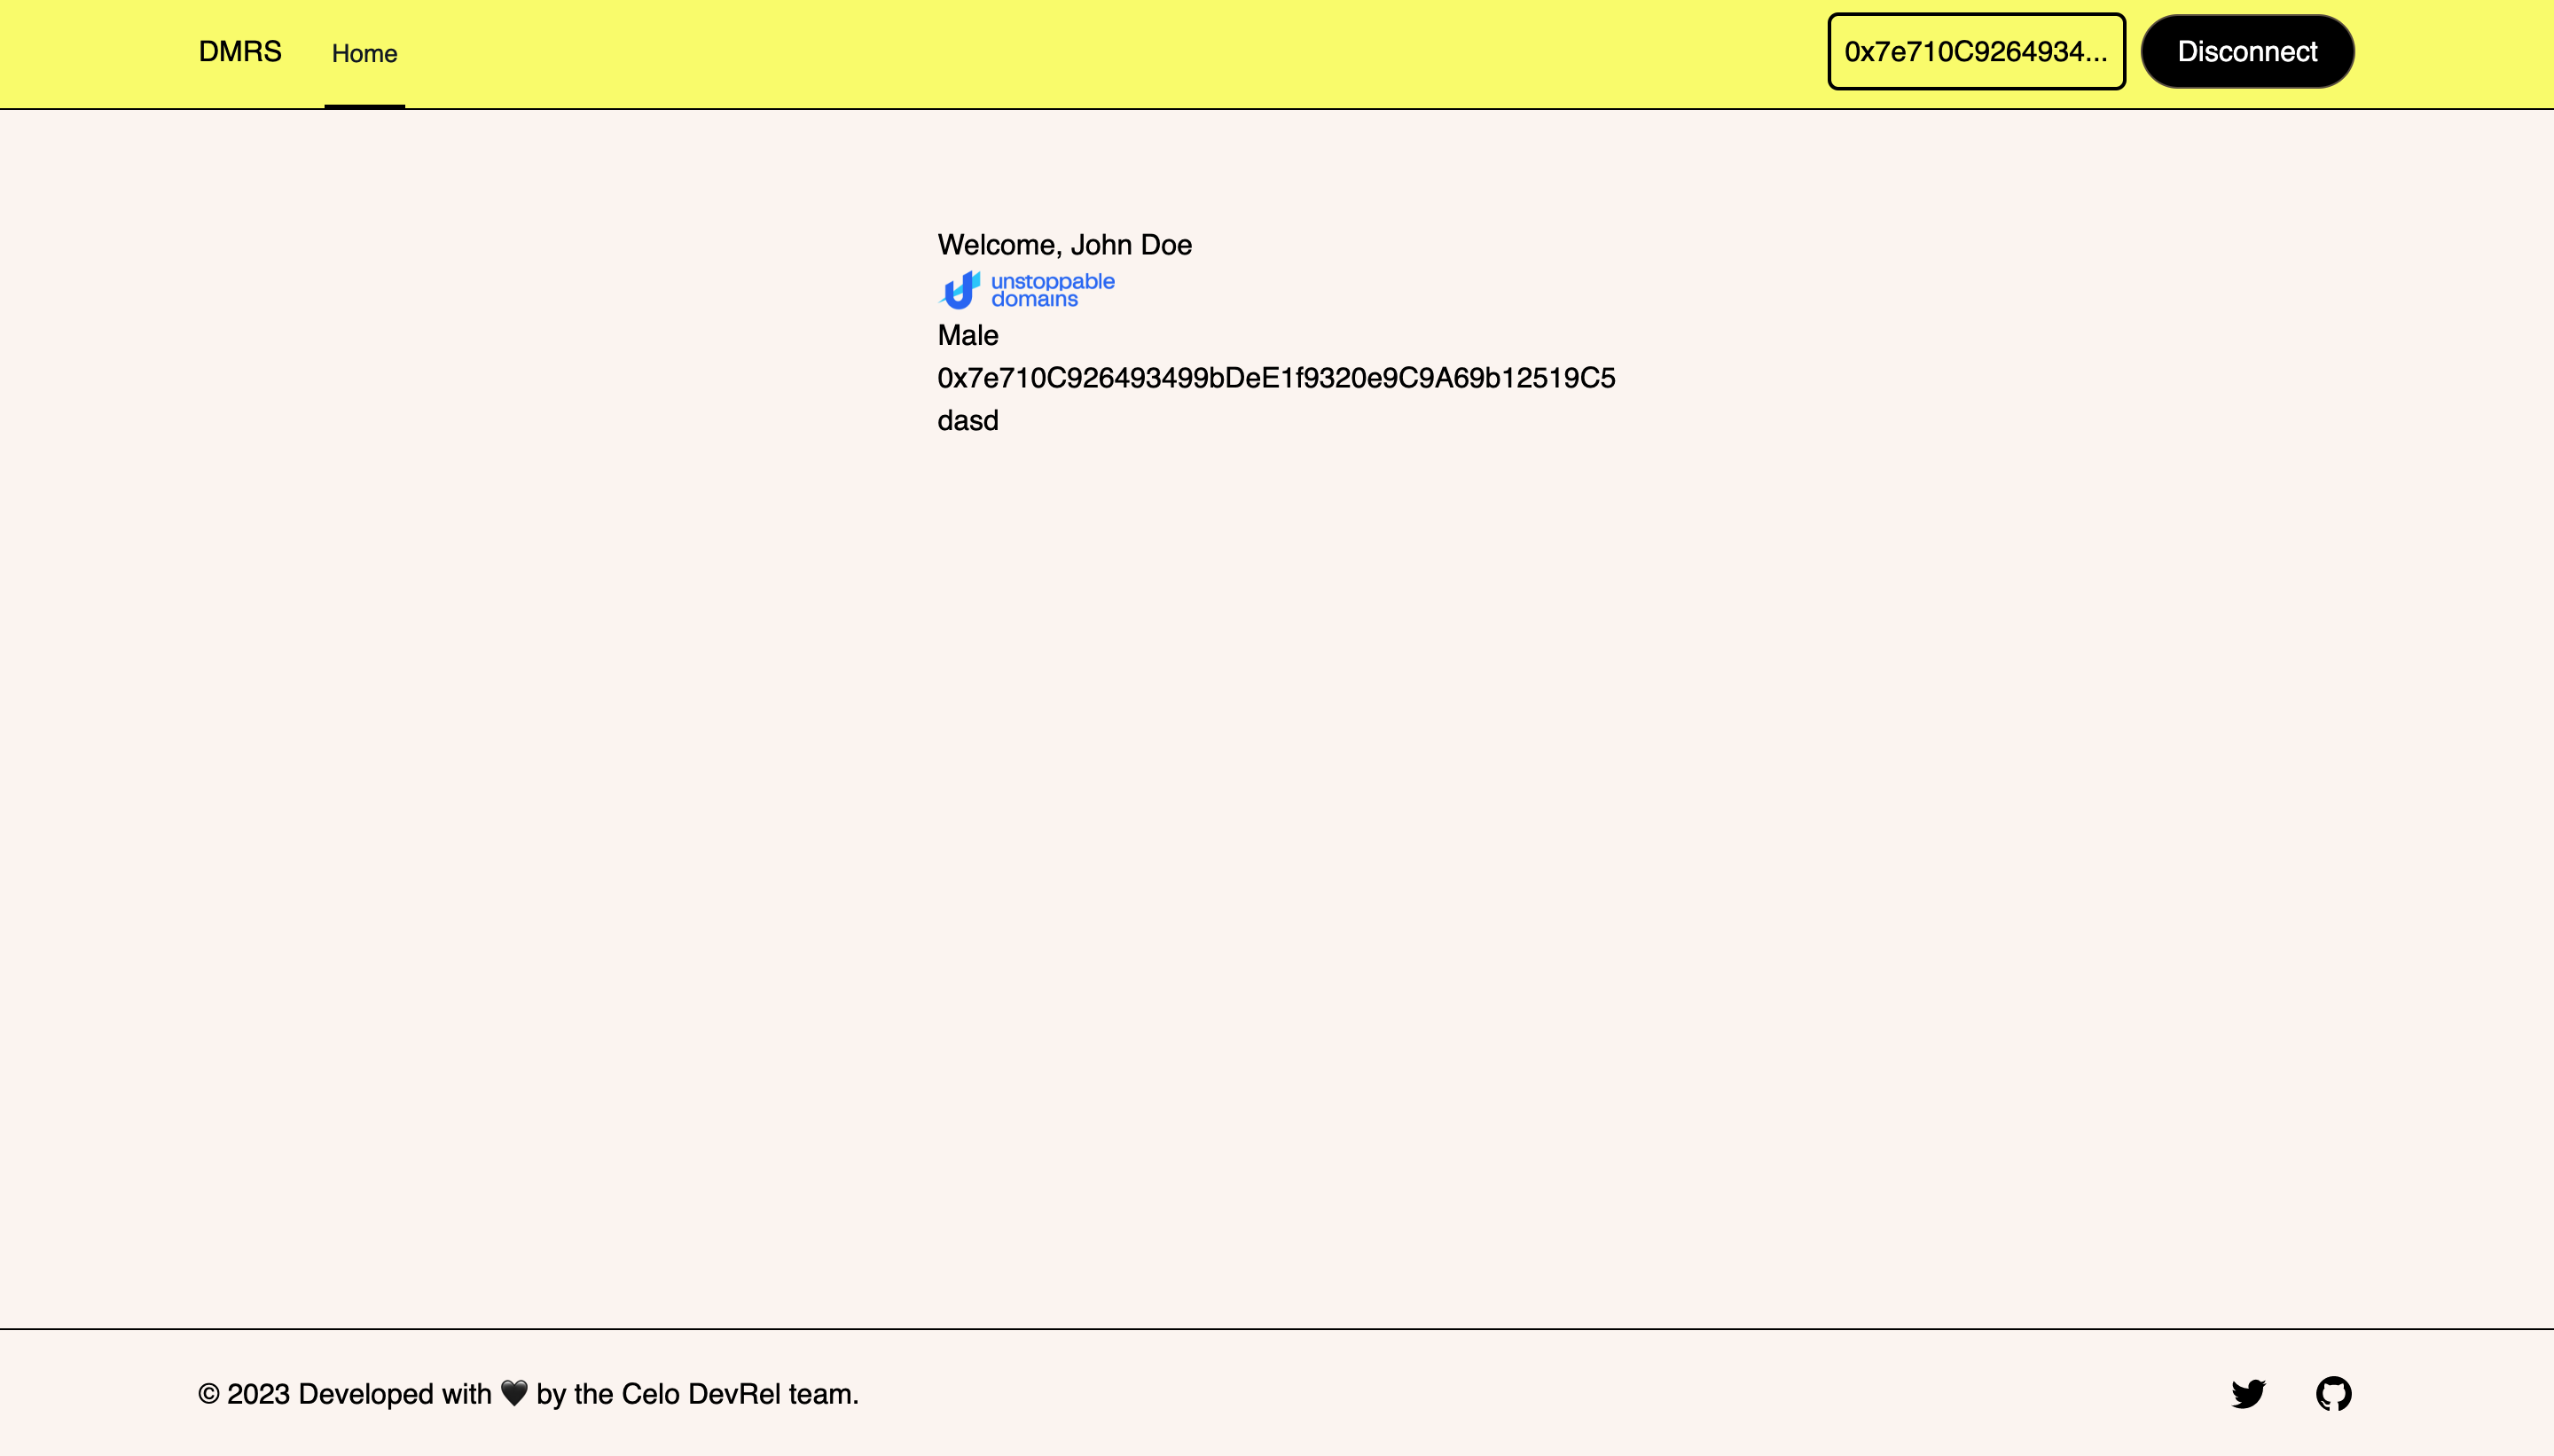 DMRS
Home
0x7e710C9264934...
Disconnect
Welcome, John Doe
unstoppable
domains
Male
0x7e710C926493499bDeE1f9320e9C9A69b12519C5
dasd
© 2023 Developed with 🖤 by the Celo DevRel team.